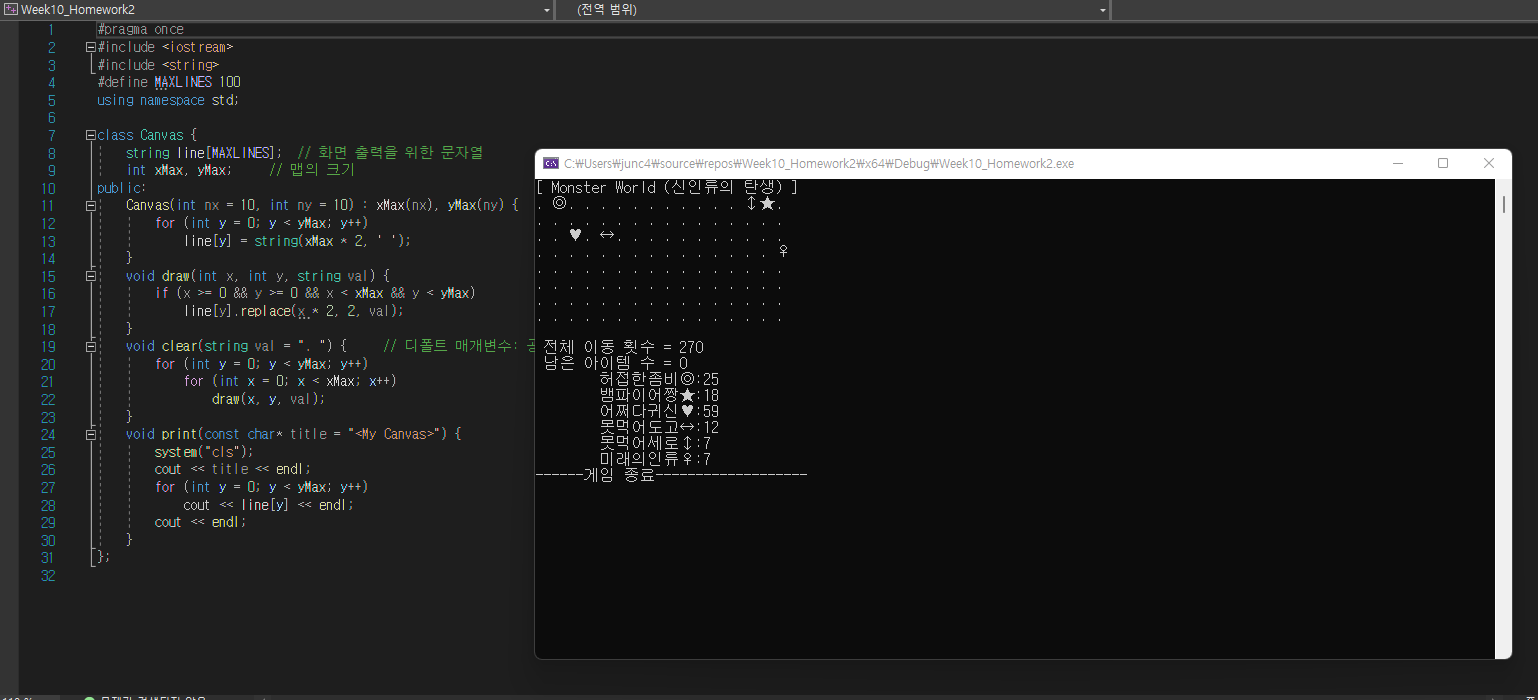 Week10_Homework2
(전역 범위)
1 #pragma once
2 #include <iostream>
3 #include <string>
4 #define MAXLINES 100
5 using namespace std;
6
7 class Canvas {
8 string line[MAXLINES]; // 화면 출력을 위한 문자열
9 int xMax, yMax; // 맵의 크기
10 public:
11 Canvas(int nx = 10, int ny = 10) : xMax(nx), yMax(ny) {
12 for (int y = 0; y < yMax; y++)
13 line[y] = string(xMax * 2, ' ');
14 }
15 void draw(int x, int y, string val) {
16 if (x >= 0 && y >= 0 && x < xMax && y < yMax)
17 line[y].replace(x * 2, 2, val);
18 }
19 void clear(string val = ". ") { // 디폴트 매개변수:
20 for (int y = 0; y < yMax; y++)
21 for (int x = 0; x < xMax; x++)
22 draw(x, y, val);
23 }
24 void print(const char* title = "<My Canvas>") {
25 system("cls");
26 cout << title << endl;
27 for (int y = 0; y < yMax; y++)
28 cout << line[y] << endl;
29 cout << endl;
30 }
31 };
32
C:₩Users₩junc4₩source₩repos₩Week10_Homework2₩x64₩Debug₩Week10_Homework2.exe
[ Monster World (신인류의 탄생) ]
. ◎. . . . . . . . . . . ↕★.
. . . . . . . . . . . . . . . .
. . ♥. ↔. . . . . . . . . . .
. . . . . . . . . . . . . . . ♀
. . . . . . . . . . . . . . . .
. . . . . . . . . . . . . . . .
. . . . . . . . . . . . . . . .
. . . . . . . . . . . . . . . .
전체 이동 횟수 = 270
남은 아이템 수 = 0
허접한좀비◎:25
뱀파이어짱★:18
어쩌다귀신♥:59
못먹어도고↔:12
못먹어세로↕:7
미래의인류♀:7
------게임 종료-------------------